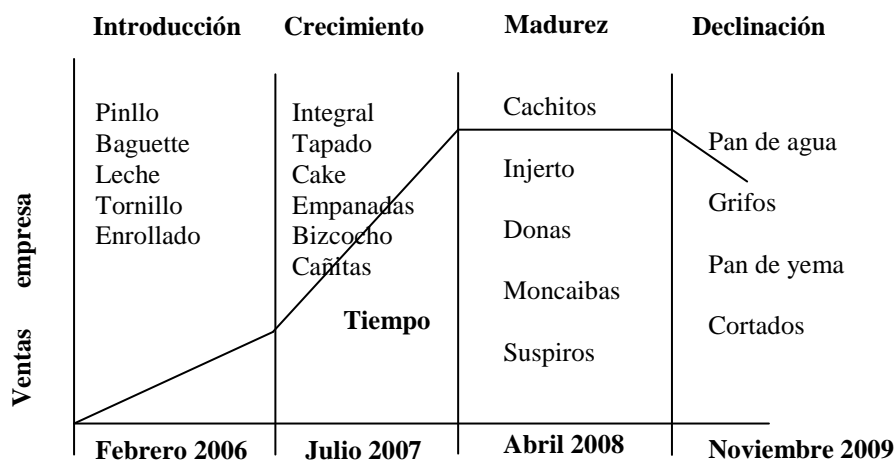 Introducción Crecimiento Madurez Declinación
Pinllo
Baguette
Leche
Tornillo
Enrollado
Integral
Tapado
Cake
Empanadas
Bizcocho
Cañitas
Cachitos
Injerto
Donas
Moncaibas
Suspiros
Pan de agua
Grifos
Pan de yema
Cortados
Tiempo
Ventas empresa
Febrero 2006 Julio 2007 Abril 2008 Noviembre 2009